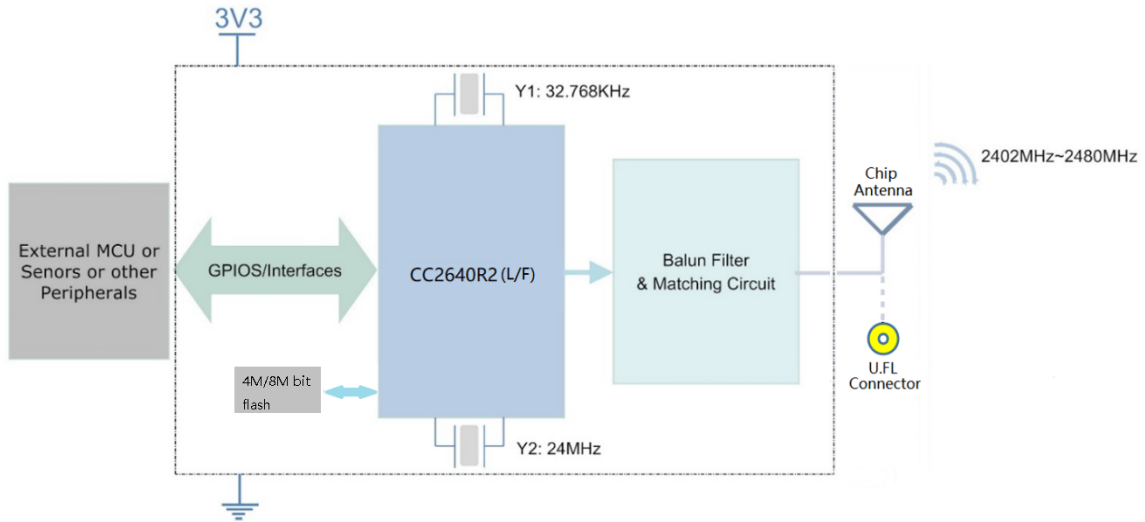 3V3
Y1: 32.768KHz
2402MHz~2480MHz
Chip
Antenna
External MCU or
Senors or other
Peripherals
GPIOS/Interfaces
CC2640R2 (L/F)
Balun Filter
& Matching Circuit
U.FL
Connector
4M/8M bit
flash
Y2: 24MHz